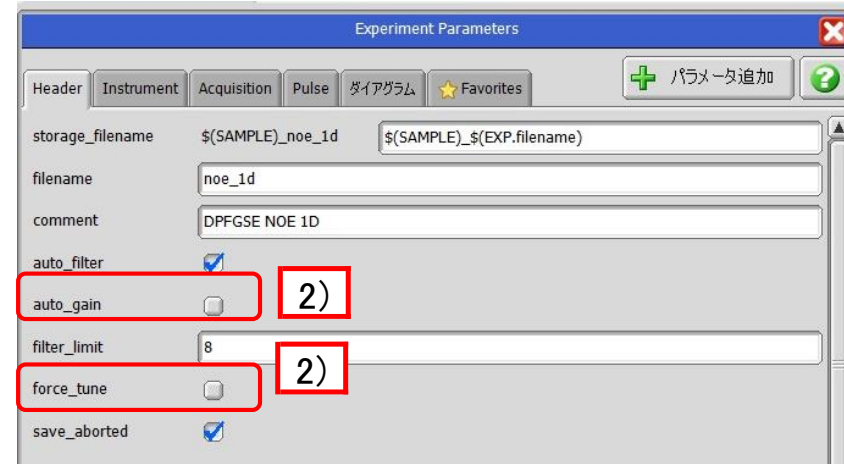 Experiment Parameters
Header Instrument Acquisition Pulse ダイアグラム Favorites パラメータ追加
storage_filename $(SAMPLE)_noe_1d $(SAMPLE)_$(EXP.filename)
filename noe_1d
comment DPFGSE NOE 1D
auto_filter
auto_gain 2)
filter_limit 8
force_tune 2)
save_aborted